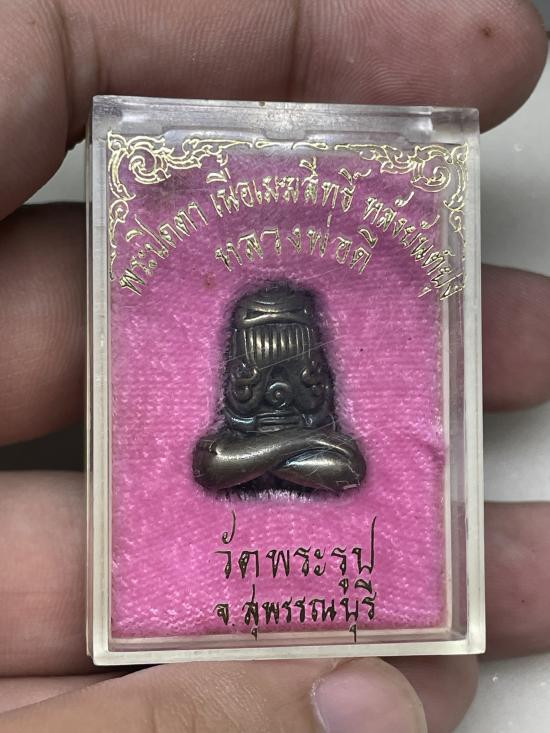 พระปิดตา เนื้อเมฆสิทธิ์ หลังยันต์ยุ่ง
หลวงพ่อดี
วัดพระรูป
จ.สุพรรณบุรี